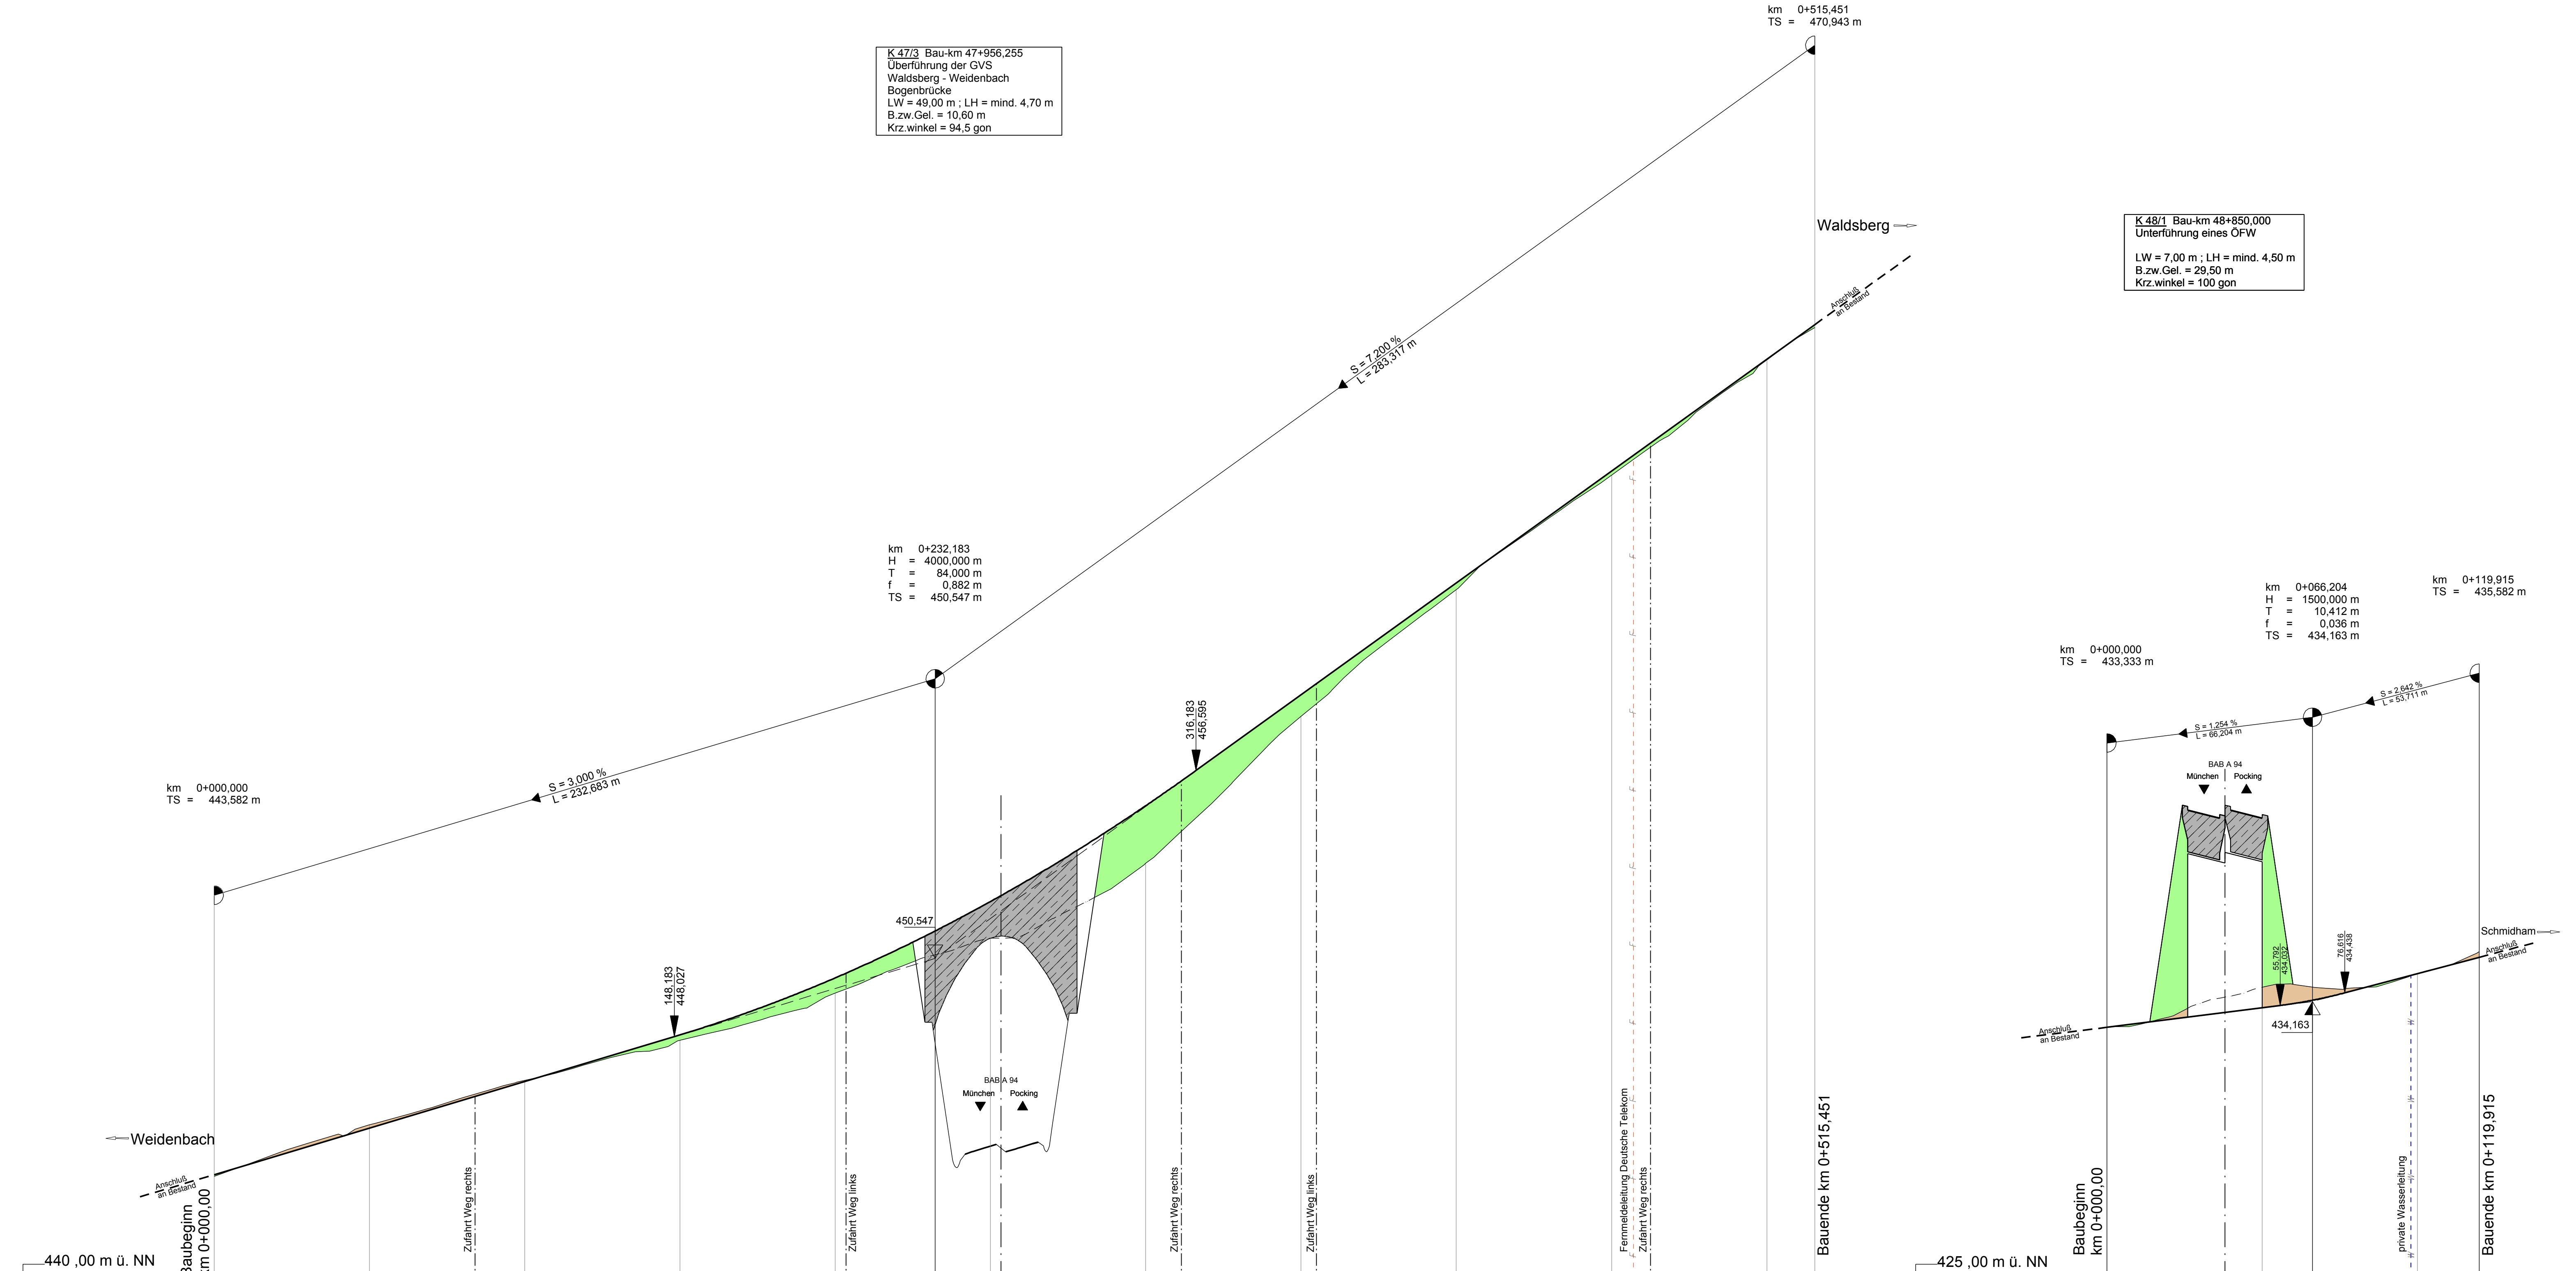 km 0+515,451
TS = 470,943 m
K 47/3 Bau-km 47+956,255
Überführung der GVS
Waldsberg - Weidenbach
Bogenbrücke
LW = 49,00 m ; LH = mind. 4,70 m
B.zw.Gel. = 10,60 m
Krz.winkel = 94,5 gon
Waldsberg
Anschluß
an Bestand
S = 7,200 %
L = 283,317 m
km 0+232,183
H = 4000,000 m
T = 84,000 m
f = 0,882 m
TS = 450,547 m
S = 3,000 %
L = 232,683 m
km 0+000,000
TS = 443,582 m
316,183
456,595
450,547
148,183
448,027
BAB A 94
München Pocking
Weidenbach
Anschluß
an Bestand
Baubeginn
km 0+000,00
Zufahrt Weg rechts
Zufahrt Weg links
Zufahrt Weg rechts
Zufahrt Weg links
Fernmeldeleitung Deutsche Telekom
Zufahrt Weg rechts
Bauende km 0+515,451
440 ,00 m ü. NN
K 48/1 Bau-km 48+850,000
Unterführung eines ÖFW
LW = 7,00 m ; LH = mind. 4,50 m
B.zw.Gel. = 29,50 m
Krz.winkel = 100 gon
km 0+119,915
TS = 435,582 m
km 0+066,204
H = 1500,000 m
T = 10,412 m
f = 0,036 m
TS = 434,163 m
km 0+000,000
TS = 433,333 m
S = 2,642 %
L = 53,711 m
S = 1,254 %
L = 66,204 m
BAB A 94
München Pocking
55,792
434,032
76,616
434,438
Schmidham
Anschluß
an Bestand
434,163
Anschluß
an Bestand
Baubeginn
km 0+000,00
private Wasserleitung
Bauende km 0+119,915
425 ,00 m ü. NN